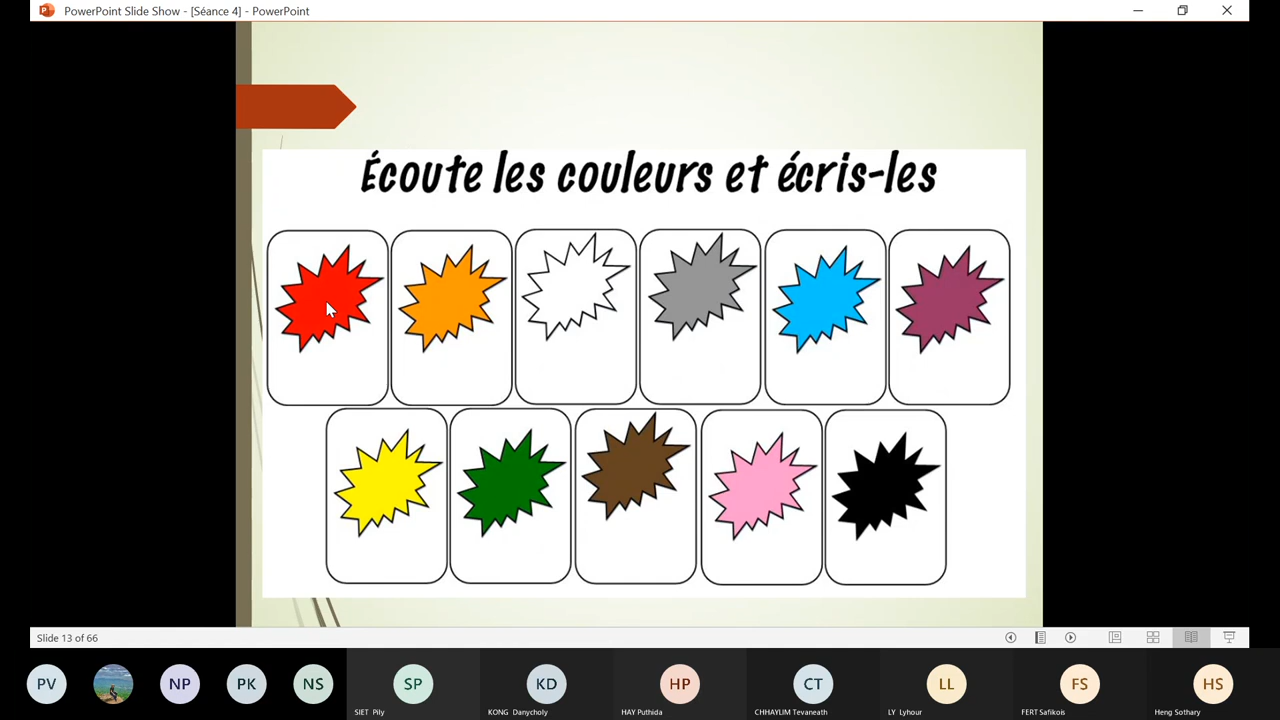 PowerPoint Slide Show - [Séance 4] - PowerPoint
Écoute les couleurs et écris-les
Slide 13 of 66
PV
NP
PK
NS
SP
KD
HP
CT
LL
FS
HS
SIET Pily
KONG Danycholy
HAY Puthida
CHHAYLIM Tevaneath
LY Lyhour
FERT Safikois
Heng Sothary